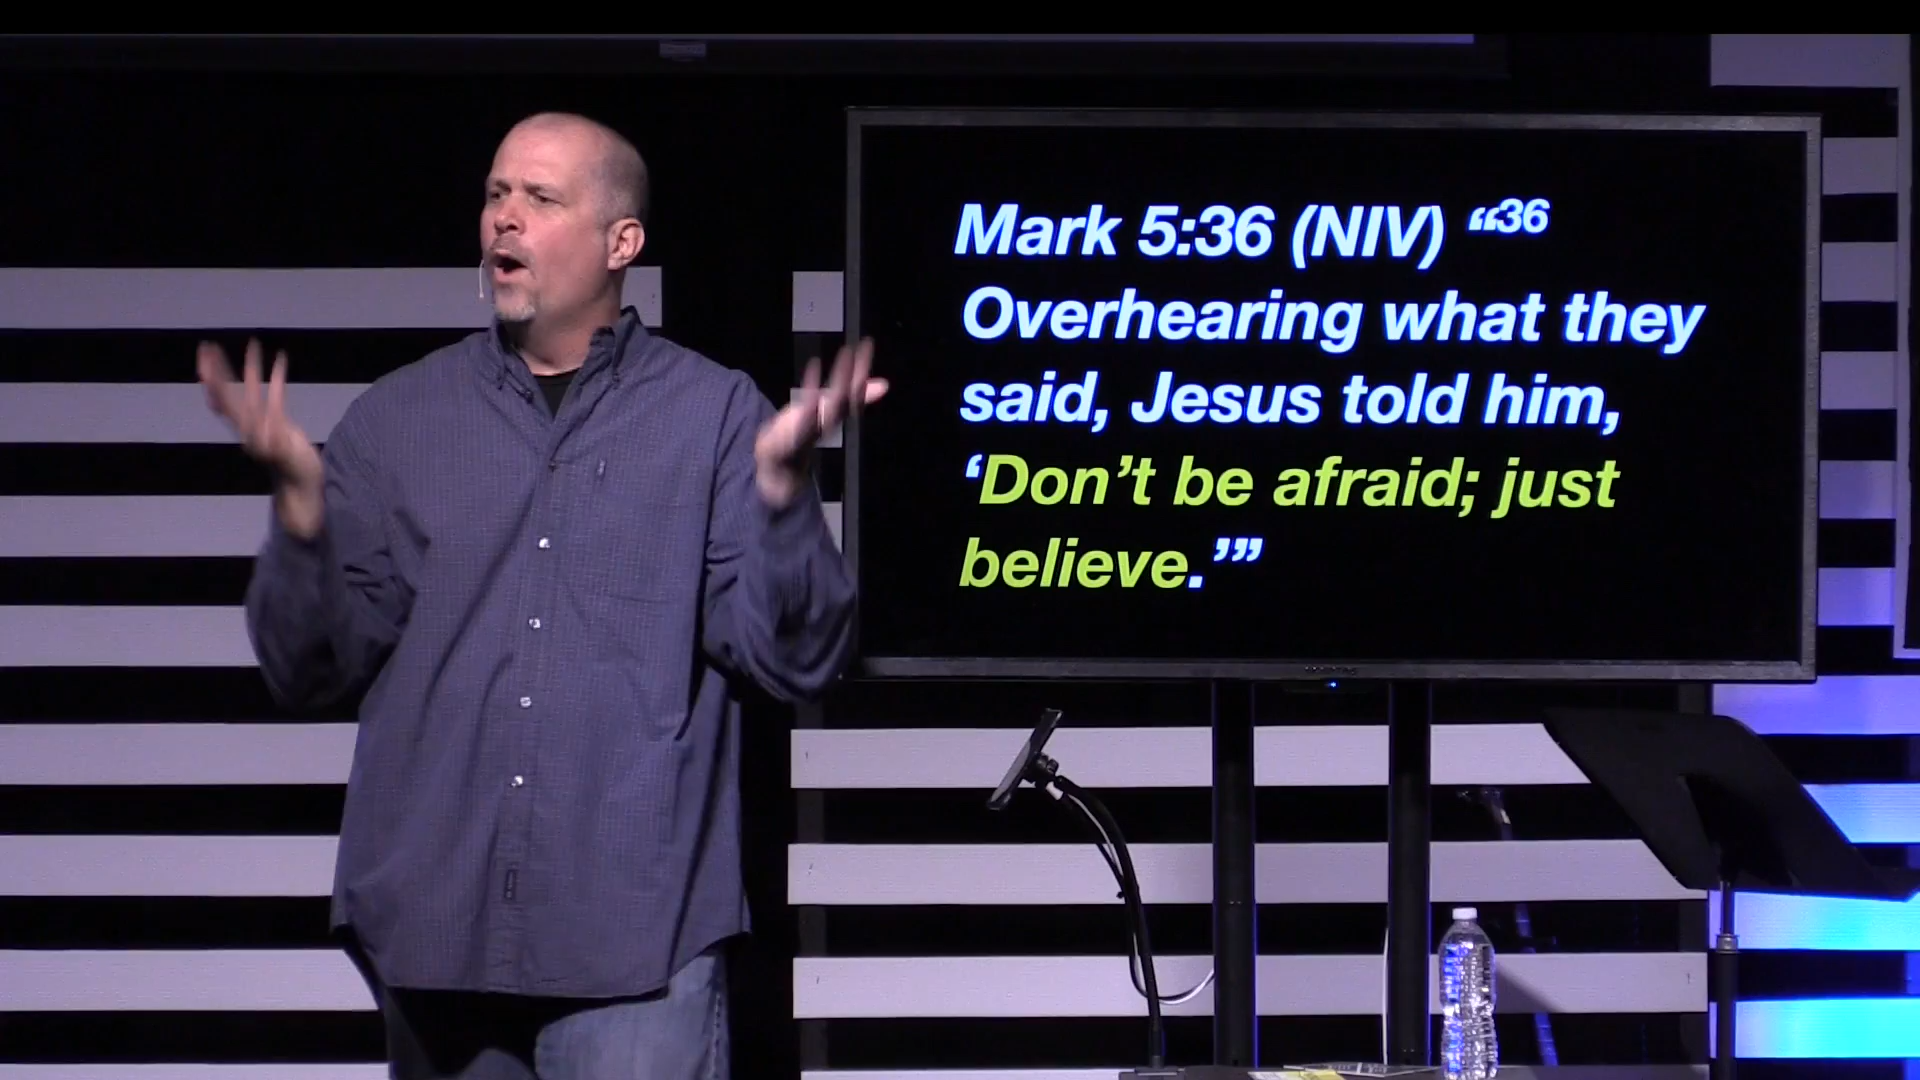 Mark 5:36 (NIV) “36
Overhearing what they
said, Jesus told him,
‘Don’t be afraid; just
believe.’”